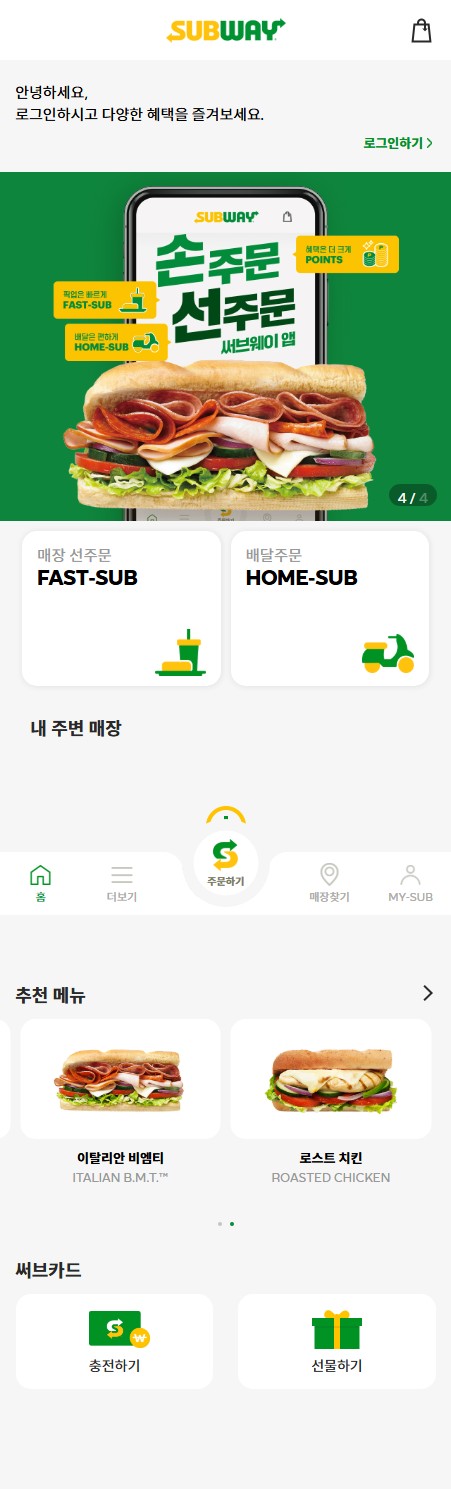 SUBWAY
안녕하세요,
로그인하시고 다양한 혜택을 즐겨보세요.
로그인하기
SUBWAY
손주문
선주문
써브웨이 앱
혜택은 더 크게
POINTS
픽업은 빠르게
FAST-SUB
배달은 편하게
HOME-SUB
4 / 4
매장 선주문
FAST-SUB
배달주문
HOME-SUB
내 주변 매장
홈
더보기
주문하기
매장찾기
MY-SUB
추천 메뉴
이탈리안 비엠티
ITALIAN B.M.T.™
로스트 치킨
ROASTED CHICKEN
써브카드
충전하기
선물하기